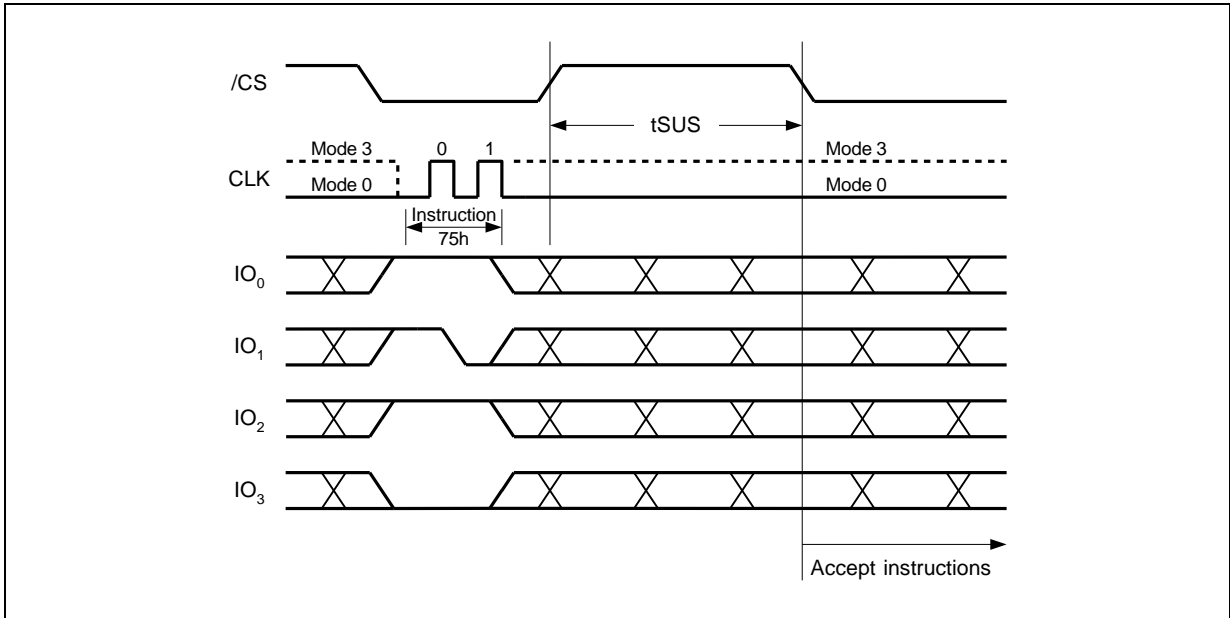 /CS
tSUS
Mode 3 0 1 Mode 3
CLK
Mode 0 Mode 0
Instruction
75h
IO0
IO1
IO2
IO3
Accept instructions